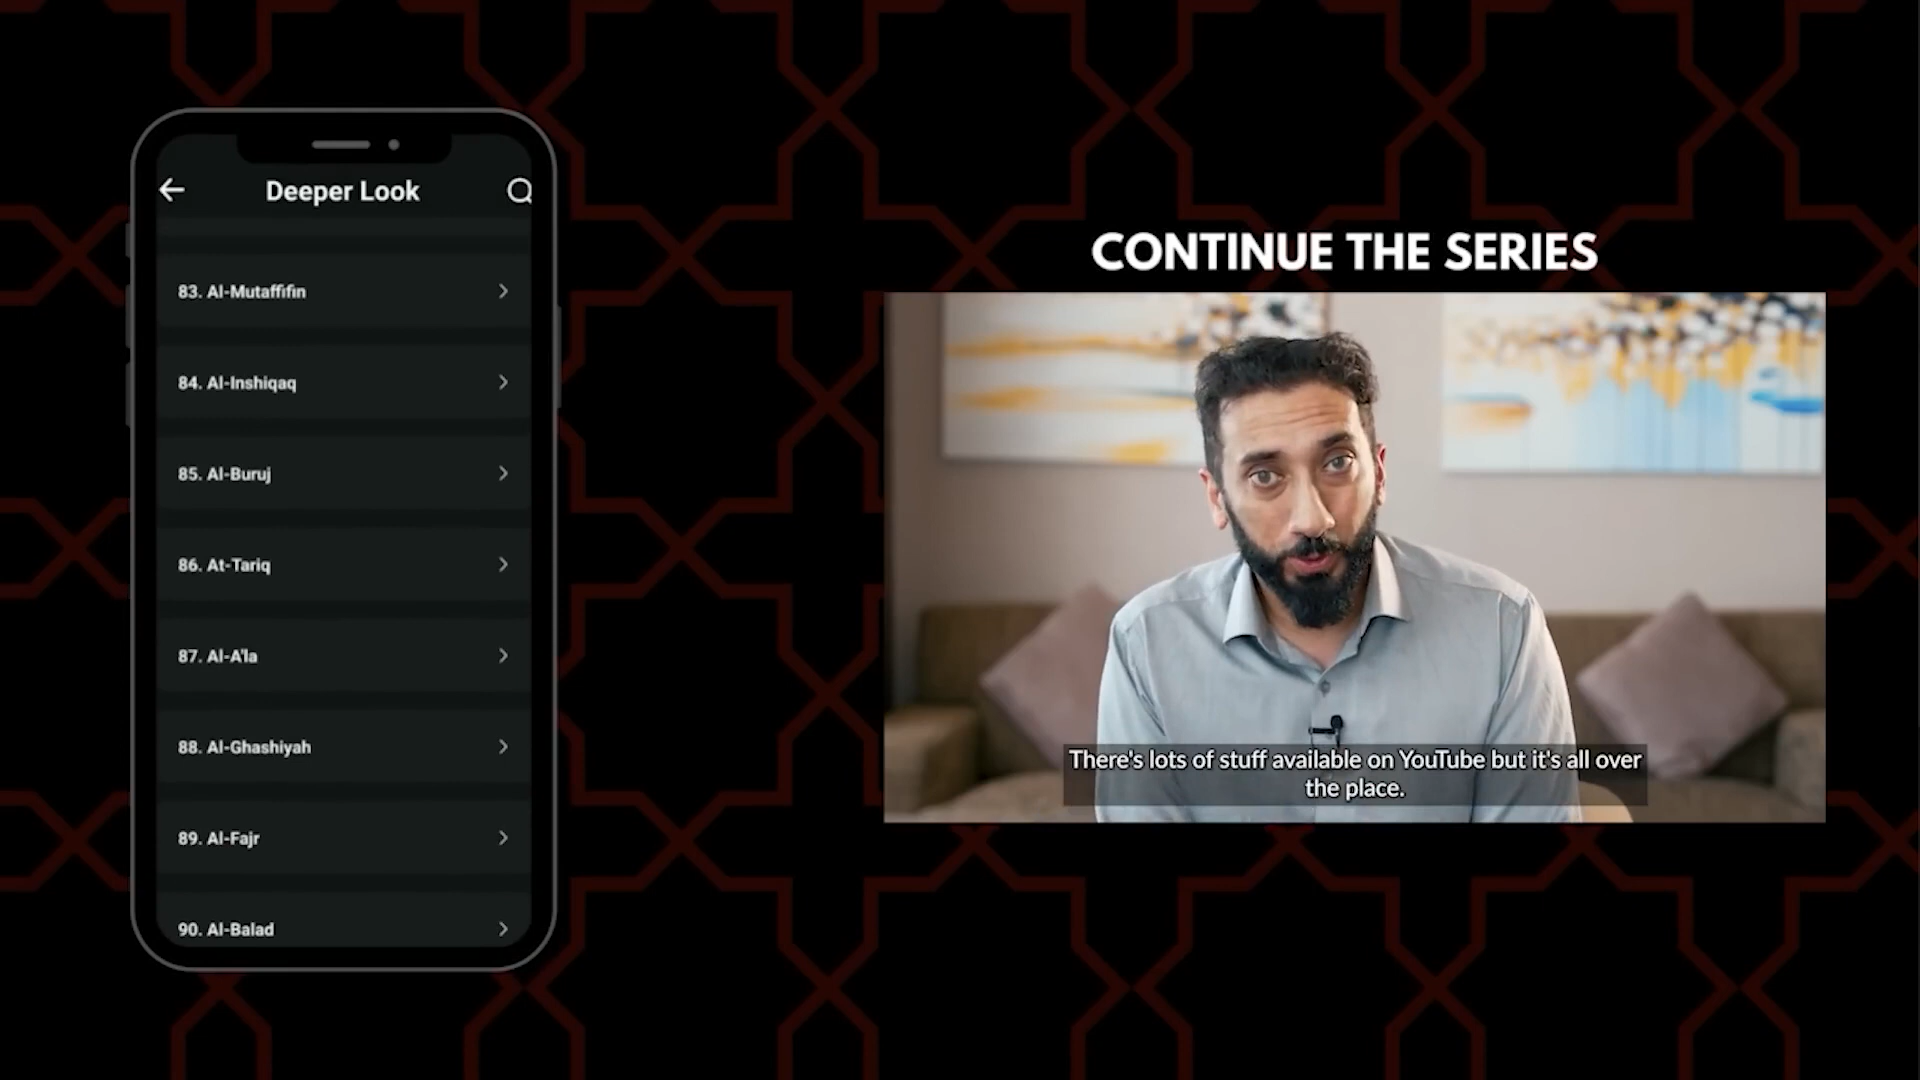 Deeper Look
83. Al-Mutaffifin
84. Al-Inshiqaq
85. Al-Buruj
86. At-Tariq
87. Al-A'la
88. Al-Ghashiyah
89. Al-Fajr
90. Al-Balad
CONTINUE THE SERIES
There's lots of stuff available on YouTube but it's all over
the place.